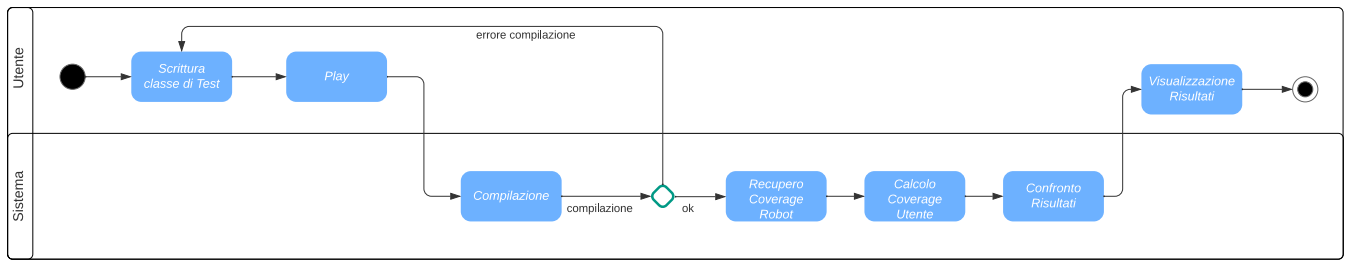 Utente
errore compilazione
Scrittura
classe di Test
Play
Visualizzazione
Risultati
Sistema
Compilazione
compilazione
ok
Recupero
Coverage
Robot
Calcolo
Coverage
Utente
Confronto
Risultati